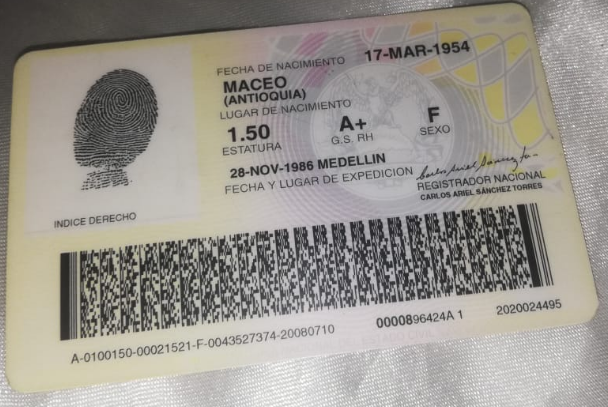 FECHA DE NACIMIENTO 17-MAR-1954
MACEO
(ANTIOQUIA)
LUGAR DE NACIMIENTO
1.50 A+ F
ESTATURA G.S. RH SEXO
28-NOV-1986 MEDELLIN
FECHA Y LUGAR DE EXPEDICION
REGISTRADOR NACIONAL
CARLOS ARIEL SÁNCHEZ TORRES
INDICE DERECHO
A-0100150-00021521-F-0043527374-20080710 0000896424A 1 2020024495